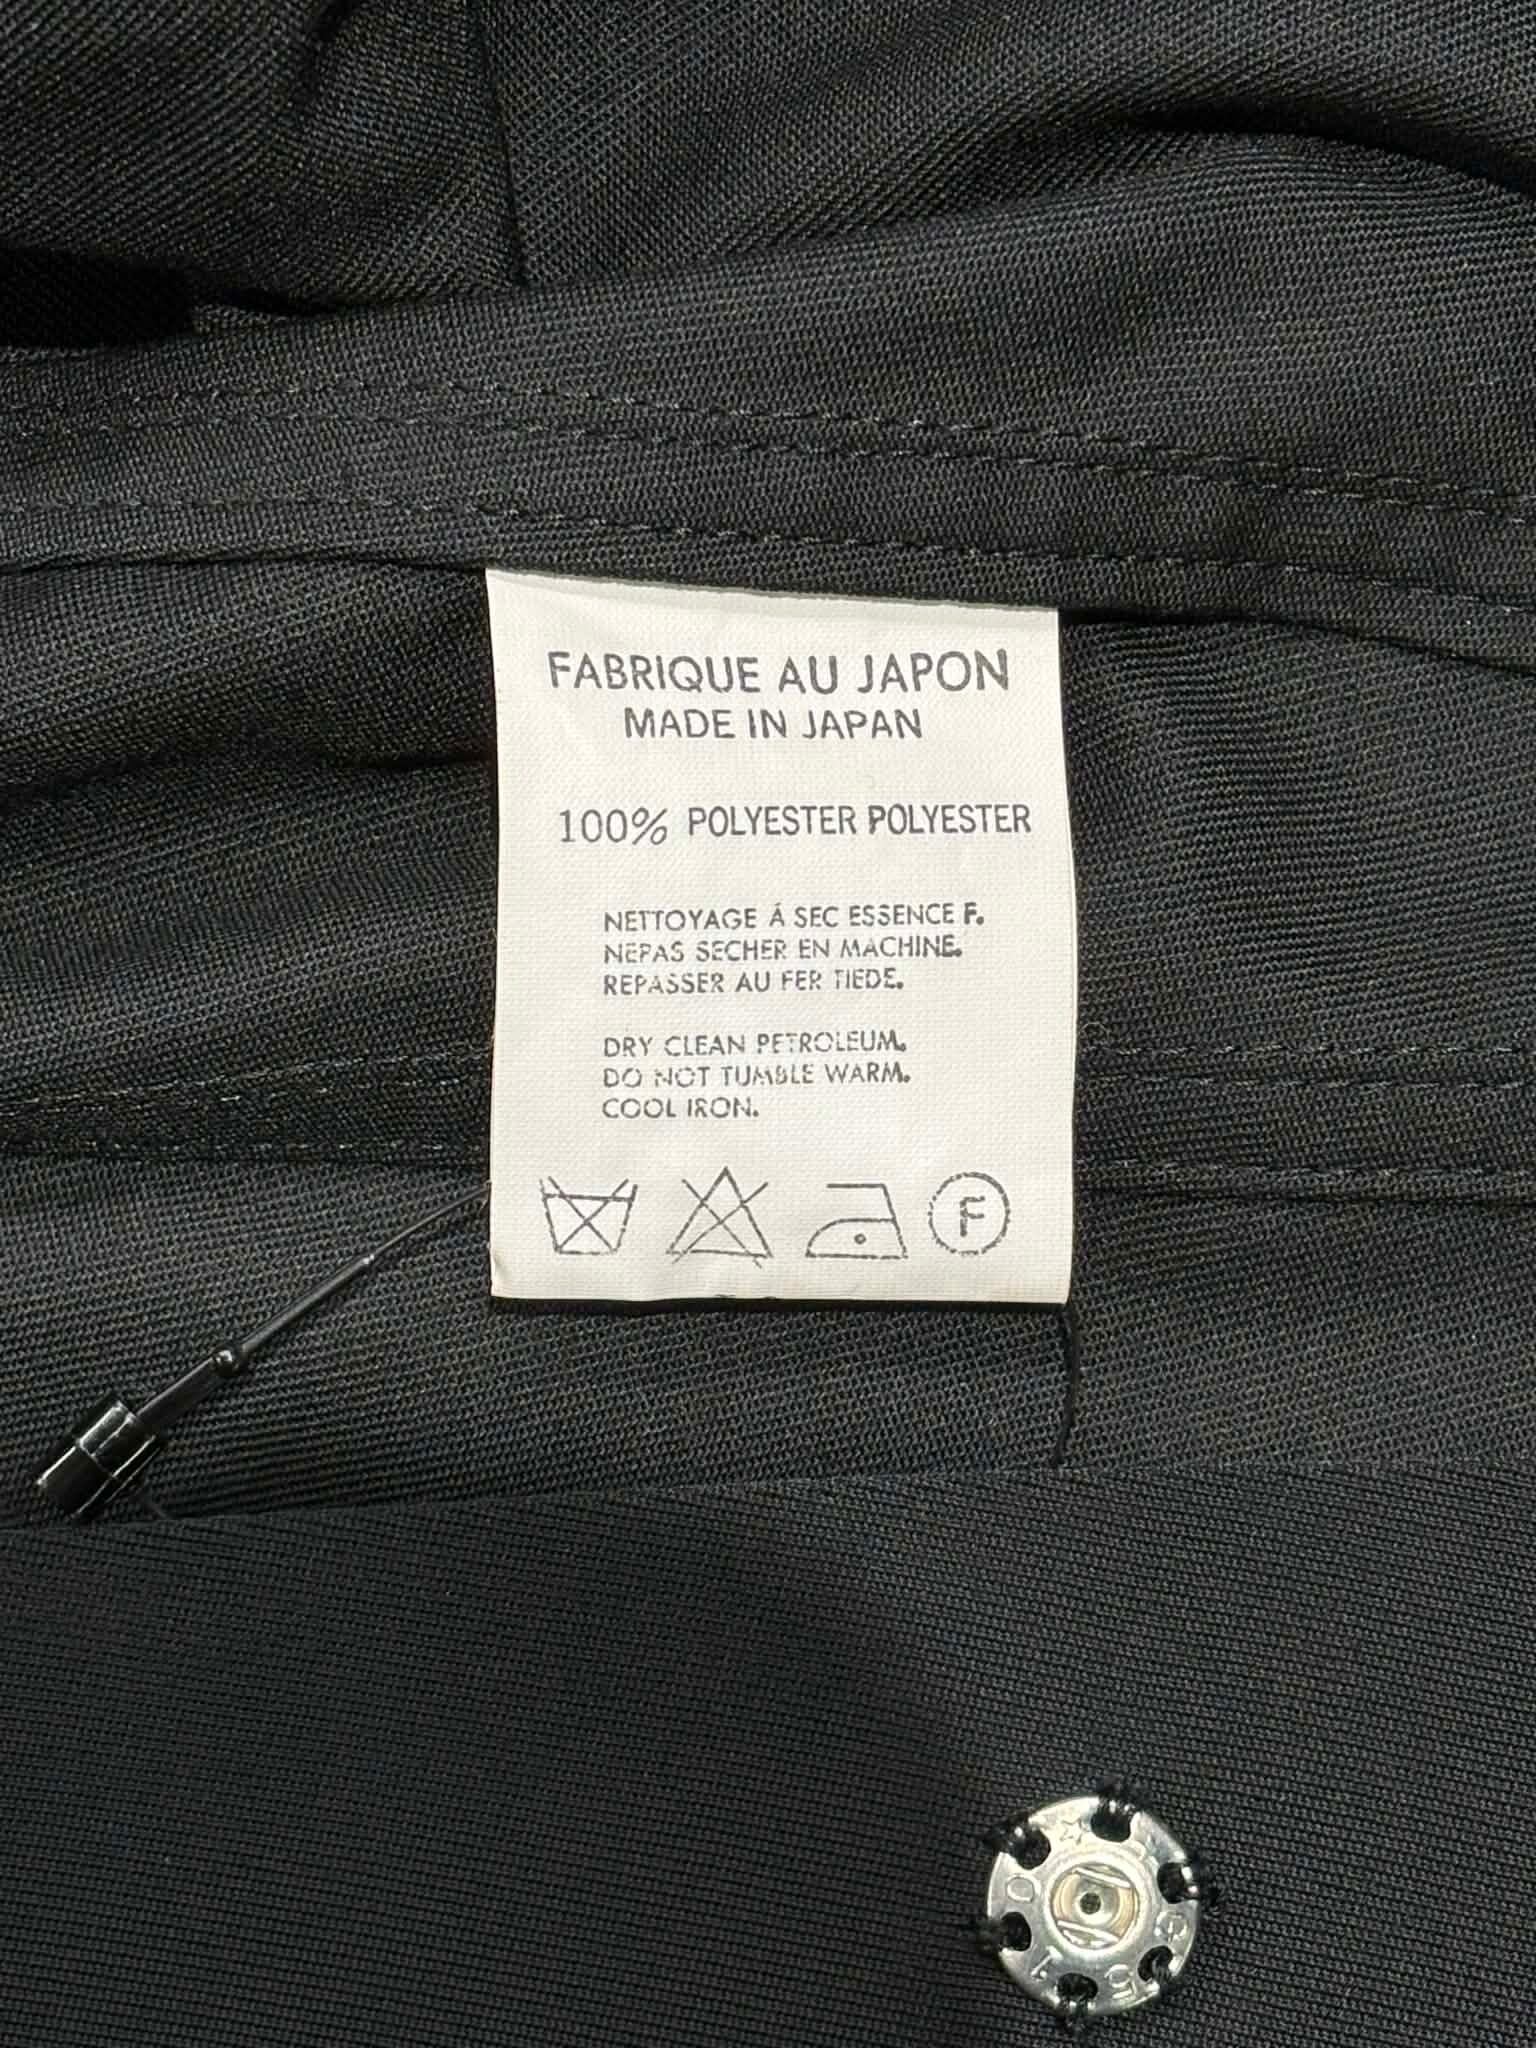 FABRIQUE AU JAPON
MADE IN JAPAN
100% POLYESTER POLYESTER
NETTOYAGE Á SEC ESSENCE F.
NEPAS SECHER EN MACHINE.
REPASSER AU FER TIEDE.
DRY CLEAN PETROLEUM.
DO NOT TUMBLE WARM.
COOL IRON.
F